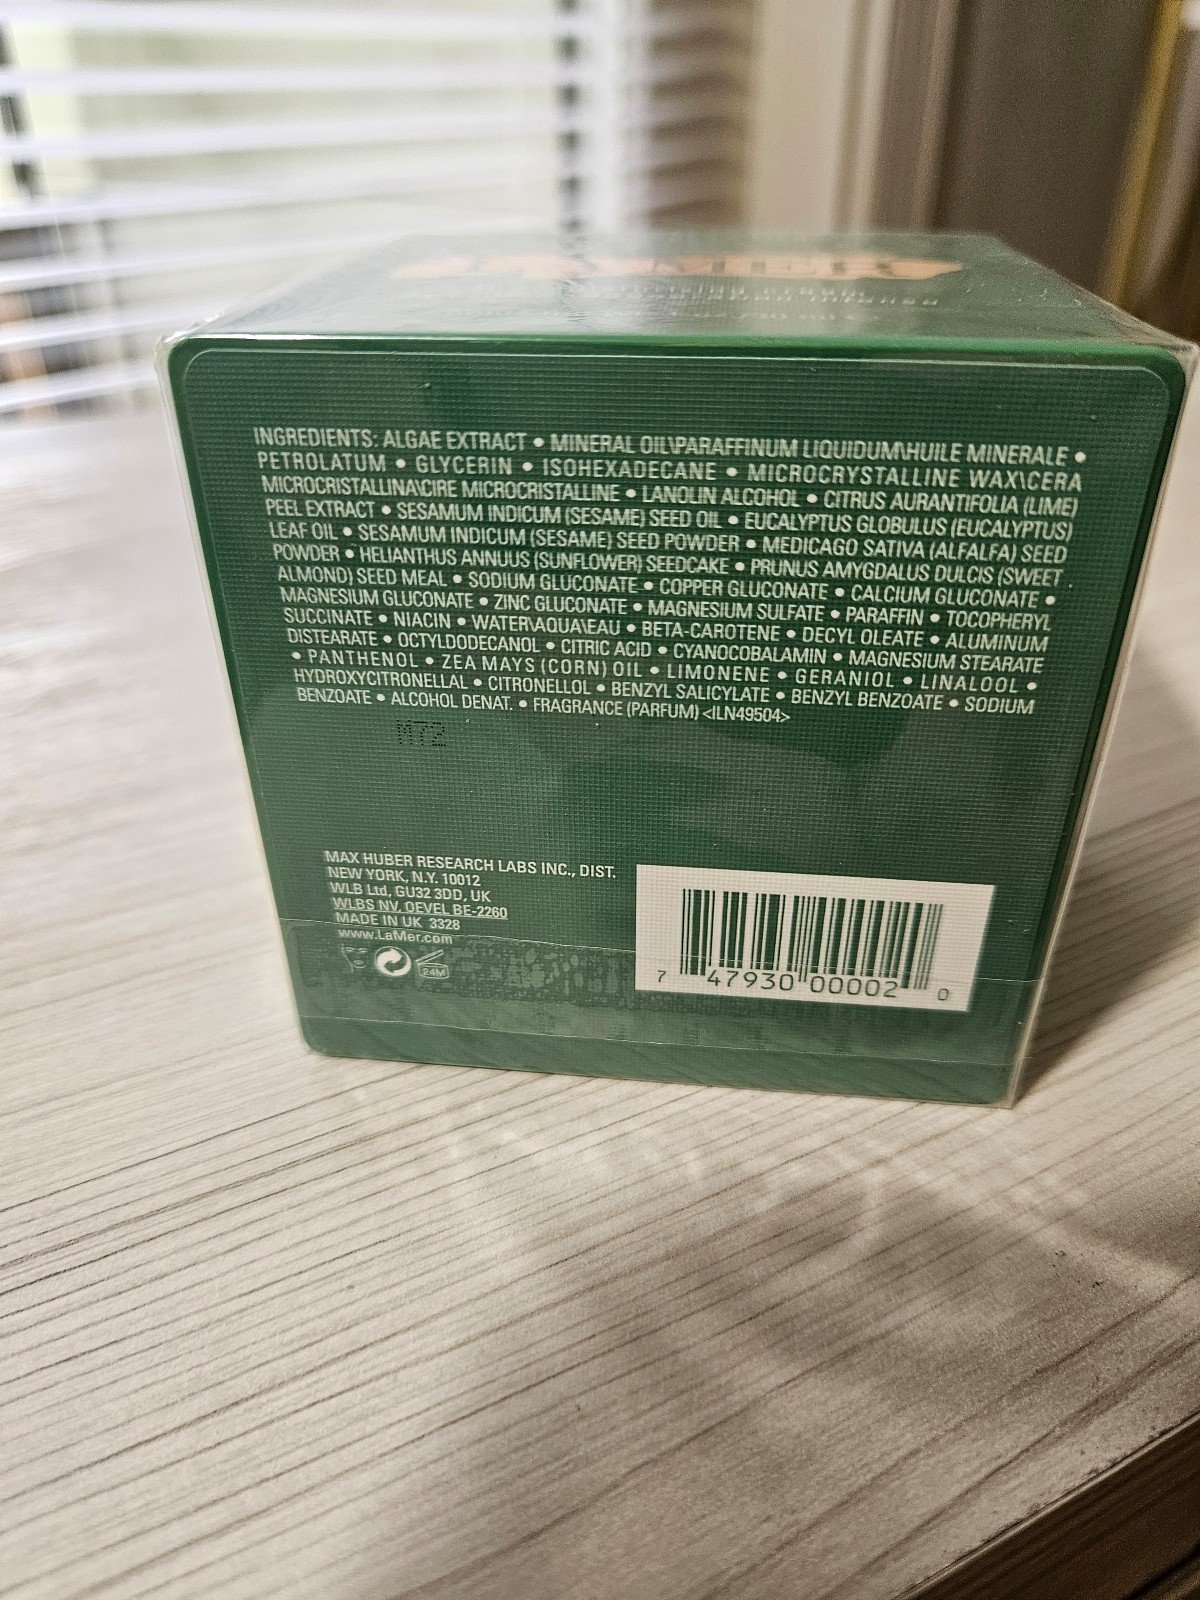 INGREDIENTS: ALGAE EXTRACT • MINERAL OIL\PARAFFINUM LIQUIDUM\HUILE MINERALE •
PETROLATUM • GLYCERIN • ISOHEXADECANE • MICROCRYSTALLINE WAX\CERA
MICROCRISTALLINA\CIRE MICROCRISTALLINE • LANOLIN ALCOHOL • CITRUS AURANTIFOLIA (LIME)
PEEL EXTRACT • SESAMUM INDICUM (SESAME) SEED OIL • EUCALYPTUS GLOBULUS (EUCALYPTUS)
LEAF OIL • SESAMUM INDICUM (SESAME) SEED POWDER • MEDICAGO SATIVA (ALFALFA) SEED
POWDER • HELIANTHUS ANNUUS (SUNFLOWER) SEEDCAKE • PRUNUS AMYGDALUS DULCIS (SWEET
ALMOND) SEED MEAL • SODIUM GLUCONATE • COPPER GLUCONATE • CALCIUM GLUCONATE •
MAGNESIUM GLUCONATE • ZINC GLUCONATE • MAGNESIUM SULFATE • PARAFFIN • TOCOPHERYL
SUCCINATE • NIACIN • WATER\AQUA\EAU • BETA-CAROTENE • DECYL OLEATE • ALUMINUM
DISTEARATE • OCTYLDODECANOL • CITRIC ACID • CYANOCOBALAMIN • MAGNESIUM STEARATE
• PANTHENOL • ZEA MAYS (CORN) OIL • LIMONENE • GERANIOL • LINALOOL •
HYDROXYCITRONELLAL • CITRONELLOL • BENZYL SALICYLATE • BENZYL BENZOATE • SODIUM
BENZOATE • ALCOHOL DENAT. • FRAGRANCE (PARFUM) <ILN49504>
M72
MAX HUBER RESEARCH LABS INC., DIST.
NEW YORK, N.Y. 10012
WLB Ltd, GU32 3DD, UK
WLBS NV, OEVEL BE-2260
MADE IN UK 3328
www.LaMer.com
24M
7 47930 00002 0